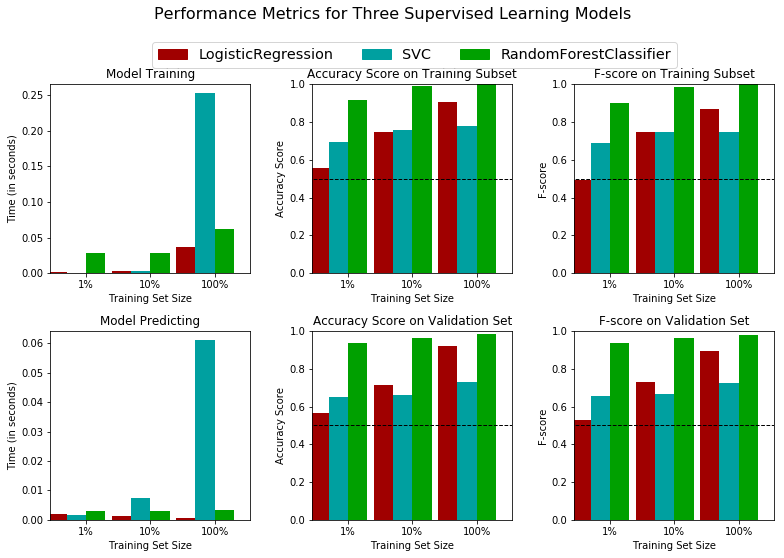 Performance Metrics for Three Supervised Learning Models
LogisticRegression SVC RandomForestClassifier
Model Training
Time (in seconds)
0.25
0.20
0.15
0.10
0.05
0.00
1% 10% 100%
Training Set Size
Accuracy Score on Training Subset
Accuracy Score
1.0
0.8
0.6
0.4
0.2
0.0
1% 10% 100%
Training Set Size
F-score on Training Subset
F-score
1.0
0.8
0.6
0.4
0.2
0.0
1% 10% 100%
Training Set Size
Model Predicting
Time (in seconds)
0.06
0.05
0.04
0.03
0.02
0.01
0.00
1% 10% 100%
Training Set Size
Accuracy Score on Validation Set
Accuracy Score
1.0
0.8
0.6
0.4
0.2
0.0
1% 10% 100%
Training Set Size
F-score on Validation Set
F-score
1.0
0.8
0.6
0.4
0.2
0.0
1% 10% 100%
Training Set Size